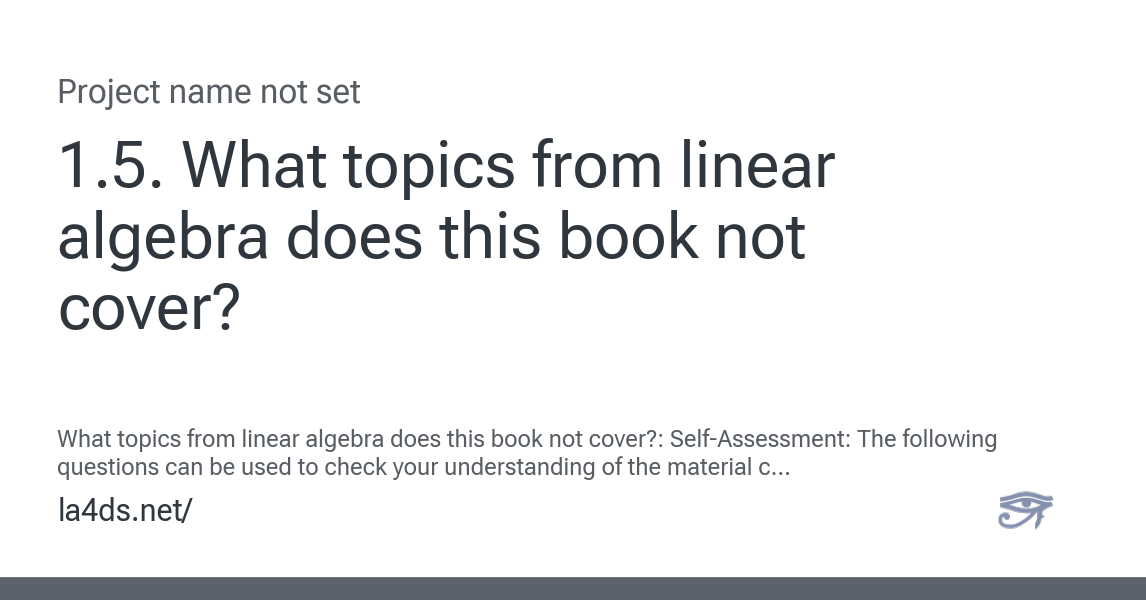 Project name not set
1.5. What topics from linear
algebra does this book not
cover?
What topics from linear algebra does this book not cover?: Self-Assessment: The following
questions can be used to check your understanding of the material c...
la4ds.net/